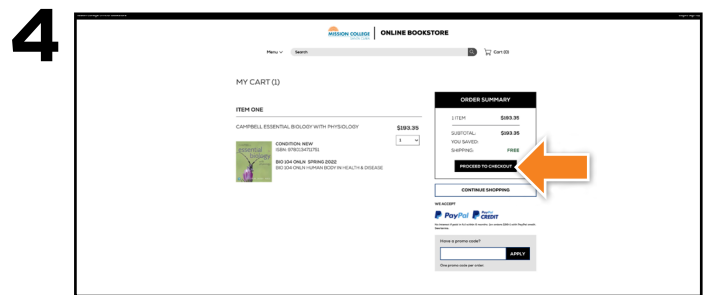 4
MISSION COLLEGE
ONLINE BOOKSTORE
Menu
Search
Cart (0)
MY CART (1)
ITEM ONE
CAMPBELL ESSENTIAL BIOLOGY WITH PHYSIOLOGY
$193.35
1
essential
biology
CONDITION: NEW
ISBN: 9780134711751
BIO 104 ONLN SPRING 2022
BIO 104 ONLN HUMAN BODY IN HEALTH & DISEASE
ORDER SUMMARY
1 ITEM $193.35
SUBTOTAL: $193.35
YOU SAVED:
SHIPPING: FREE
PROCEED TO CHECKOUT
CONTINUE SHOPPING
WE ACCEPT
PayPal PayPal CREDIT
Have a promo code?
APPLY
One promo code per order.